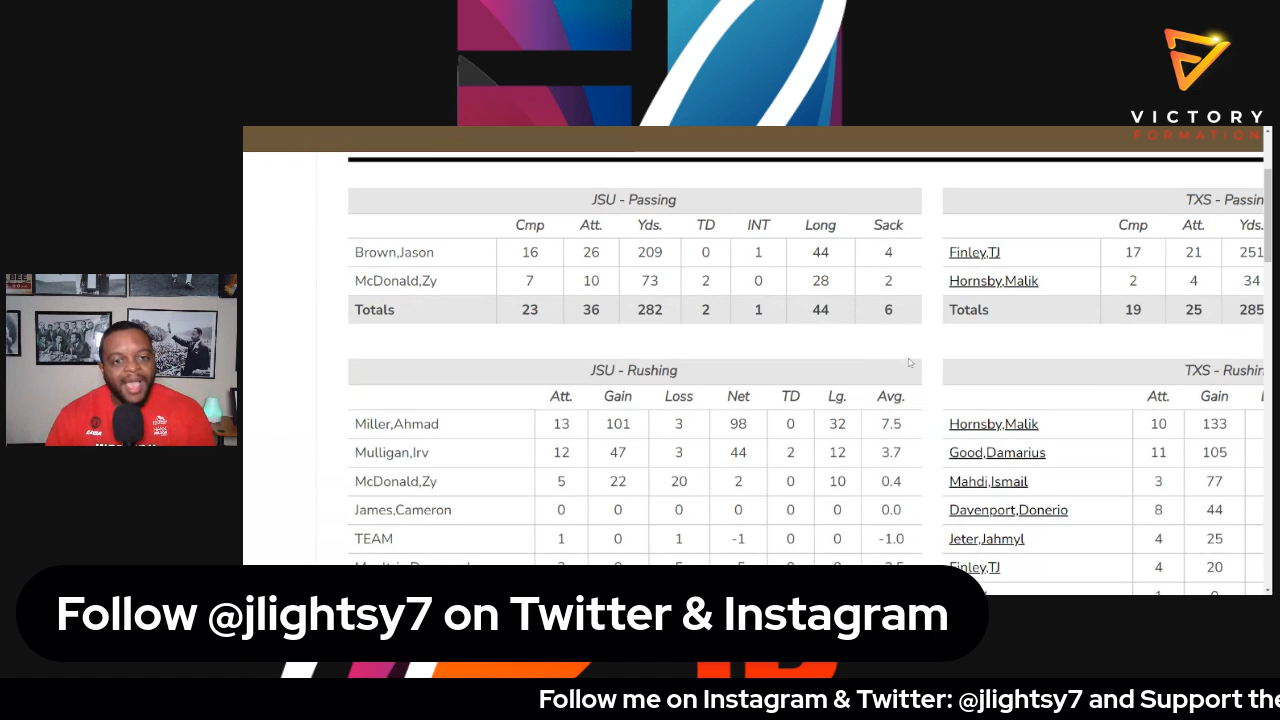 VICTORY
FORMATION
JSU - Passing
Cmp Att. Yds. TD INT Long Sack
Brown,Jason 16 26 209 0 1 44 4
McDonald,Zy 7 10 73 2 0 28 2
Totals 23 36 282 2 1 44 6
TXS - Passin
Cmp Att. Yds.
Finley,TJ 17 21 251
Hornsby,Malik 2 4 34
Totals 19 25 285
JSU - Rushing
Att. Gain Loss Net TD Lg. Avg.
Miller,Ahmad 13 101 3 98 0 32 7.5
Mulligan,Irv 12 47 3 44 2 12 3.7
McDonald,Zy 5 22 20 2 0 10 0.4
James,Cameron 0 0 0 0 0 0 0.0
TEAM 1 0 1 -1 0 0 -1.0
TXS - Rushin
Att. Gain
Hornsby,Malik 10 133
Good,Damarius 11 105
Mahdi,Ismail 3 77
Davenport,Donerio 8 44
Jeter,Jahmyl 4 25
Finley,TJ 4 20
Follow @jlightsy7 on Twitter & Instagram
Follow me on Instagram & Twitter: @jlightsy7 and Support the